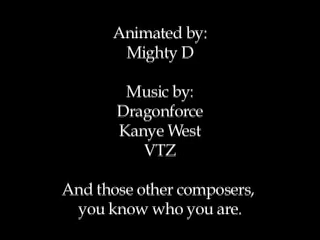 Animated by:
Mighty D
Music by:
Dragonforce
Kanye West
VTZ
And those other composers,
you know who you are.